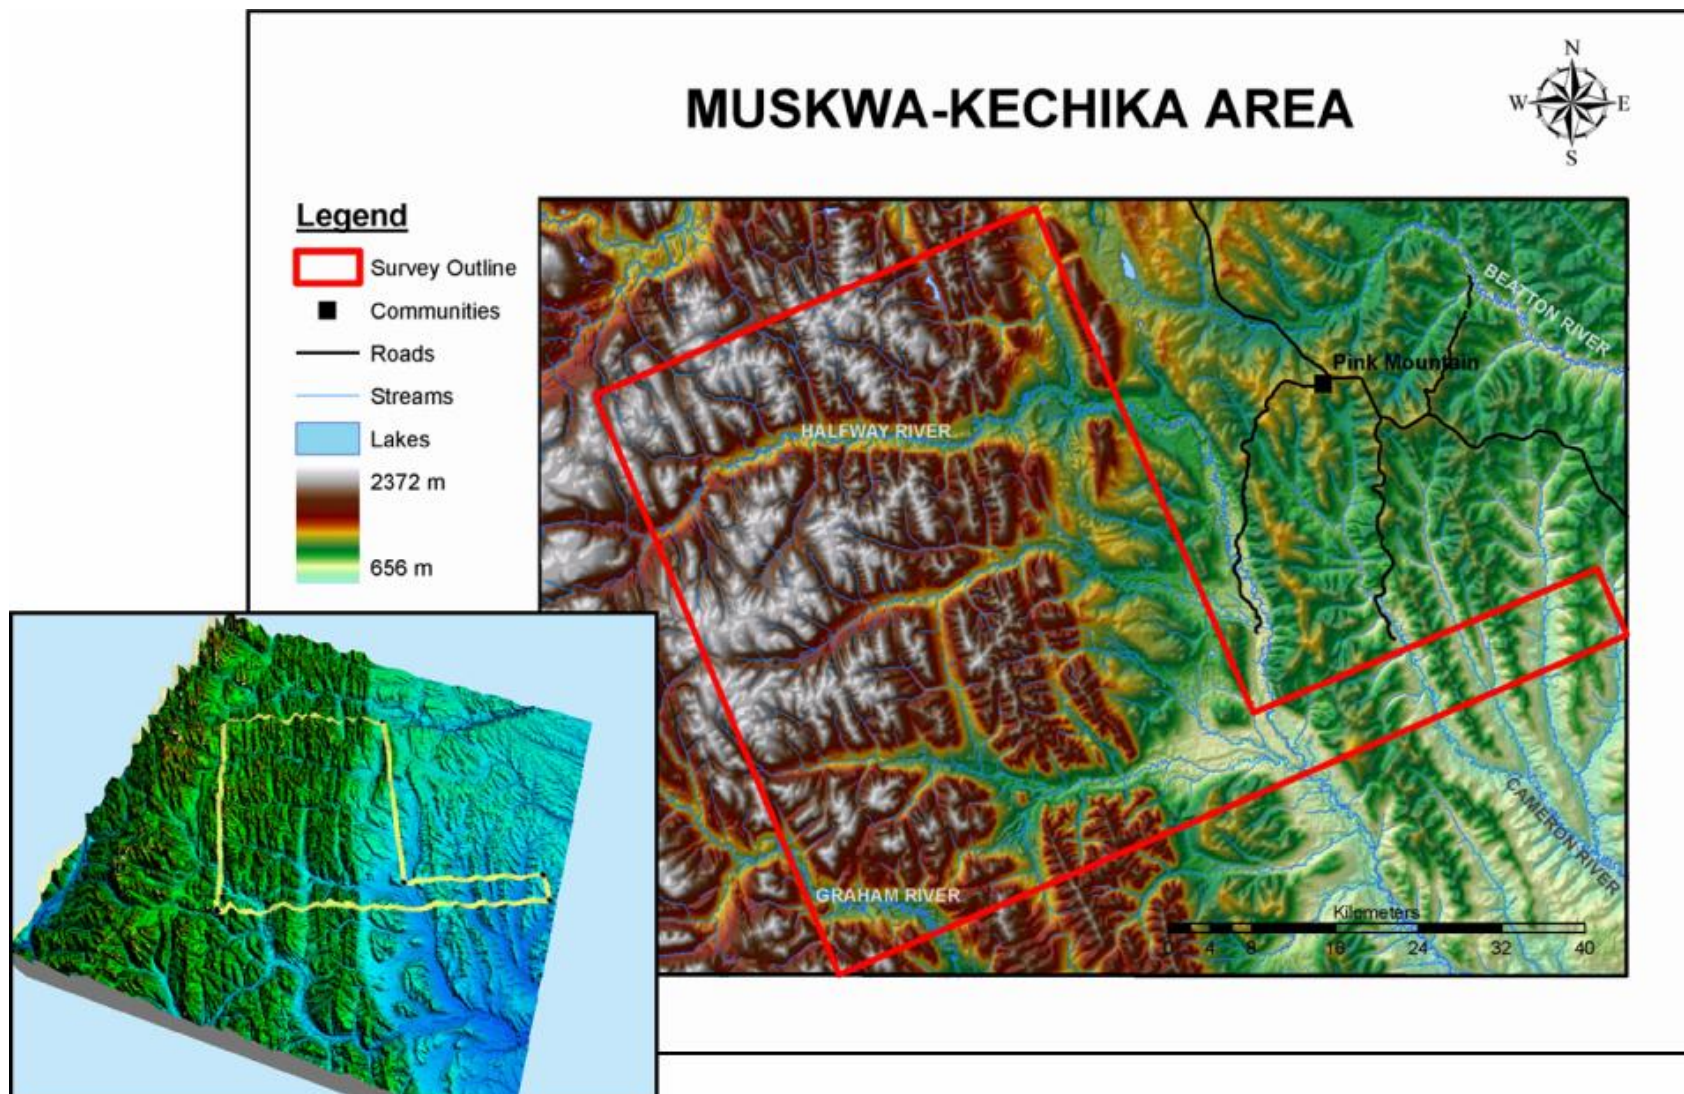 MUSKWA-KECHIKA AREA
N
W
E
S
Legend
Survey Outline
Communities
Roads
Streams
Lakes
2372 m
656 m
BEATTON RIVER
Pink Mountain
HALFWAY RIVER
CAMERON RIVER
GRAHAM RIVER
Kilometers
0 4 8 16 24 32 40